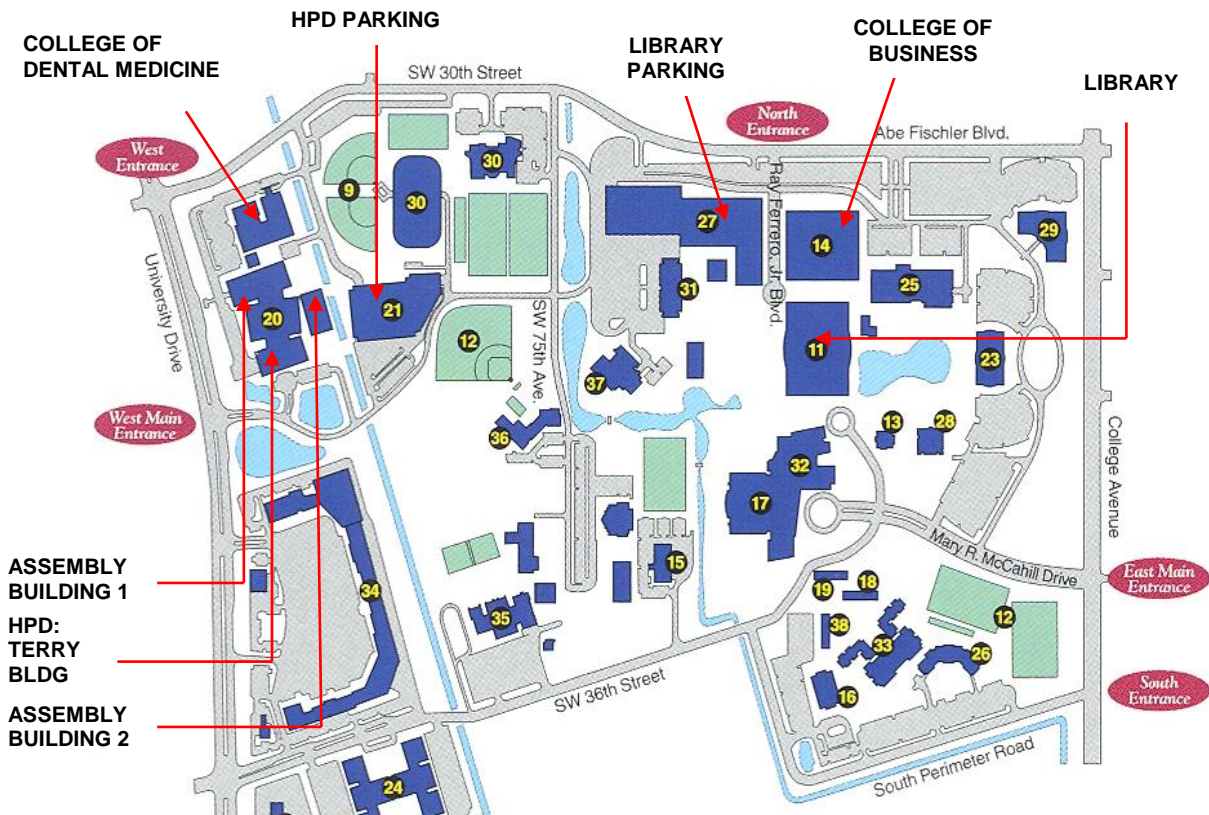 HPD PARKING
COLLEGE OF
DENTAL MEDICINE
LIBRARY
PARKING
COLLEGE OF
BUSINESS
LIBRARY
SW 30th Street
North
Entrance
Abe Fischler Blvd.
West
Entrance
30
9
30
27
Ray Ferrero, Jr. Blvd.
14
29
University Drive
31
25
20
21
SW 75th Ave.
12
11
23
37
West Main
Entrance
36
13
28
College Avenue
32
17
Mary R. McCahill Drive
East Main
Entrance
ASSEMBLY
BUILDING 1
34
15
19
18
12
HPD:
TERRY
BLDG
35
38
33
26
SW 36th Street
16
South
Entrance
ASSEMBLY
BUILDING 2
South Perimeter Road
24